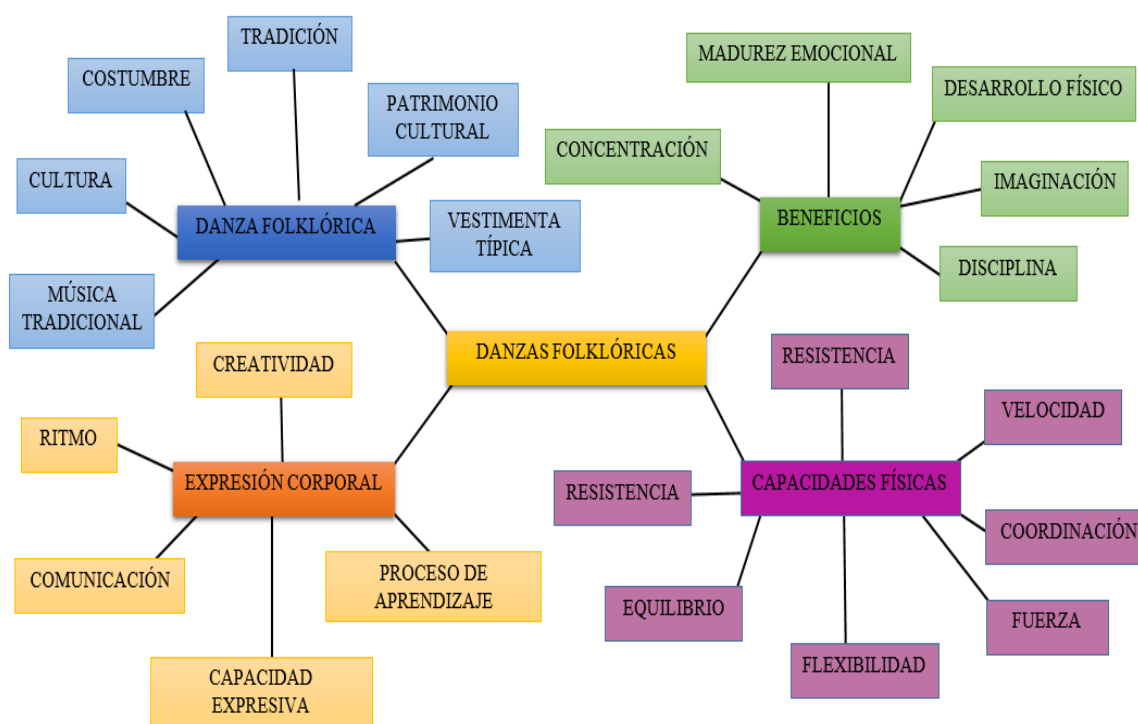 TRADICIÓN
COSTUMBRE
PATRIMONIO
CULTURAL
CULTURA
DANZA FOLKLÓRICA
VESTIMENTA
TÍPICA
MÚSICA
TRADICIONAL
MADUREZ EMOCIONAL
DESARROLLO FÍSICO
CONCENTRACIÓN
IMAGINACIÓN
BENEFICIOS
DISCIPLINA
DANZAS FOLKLÓRICAS
CREATIVIDAD
RITMO
EXPRESIÓN CORPORAL
COMUNICACIÓN
PROCESO DE
APRENDIZAJE
CAPACIDAD
EXPRESIVA
RESISTENCIA
VELOCIDAD
RESISTENCIA
CAPACIDADES FÍSICAS
COORDINACIÓN
EQUILIBRIO
FUERZA
FLEXIBILIDAD